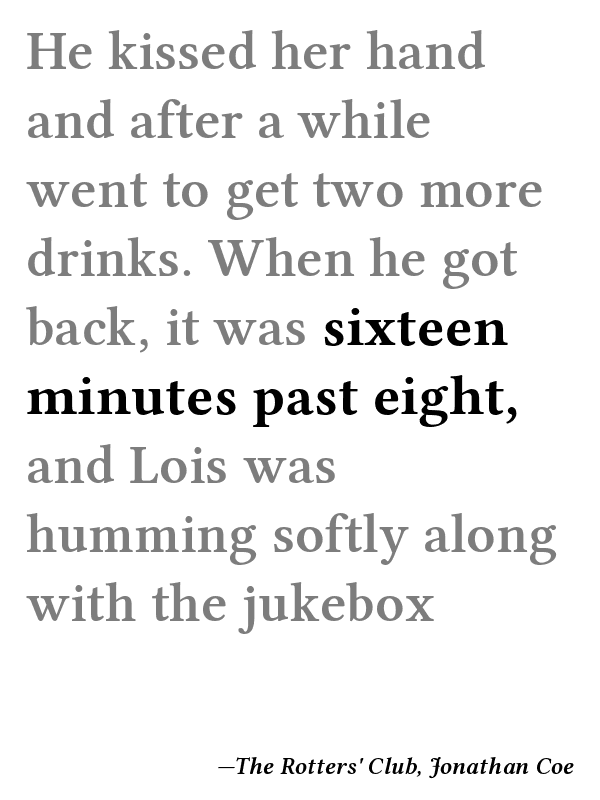 He kissed her hand
and after a while
went to get two more
drinks. When he got
back, it was sixteen
minutes past eight,
and Lois was
humming softly along
with the jukebox
—The Rotters' Club, Jonathan Coe